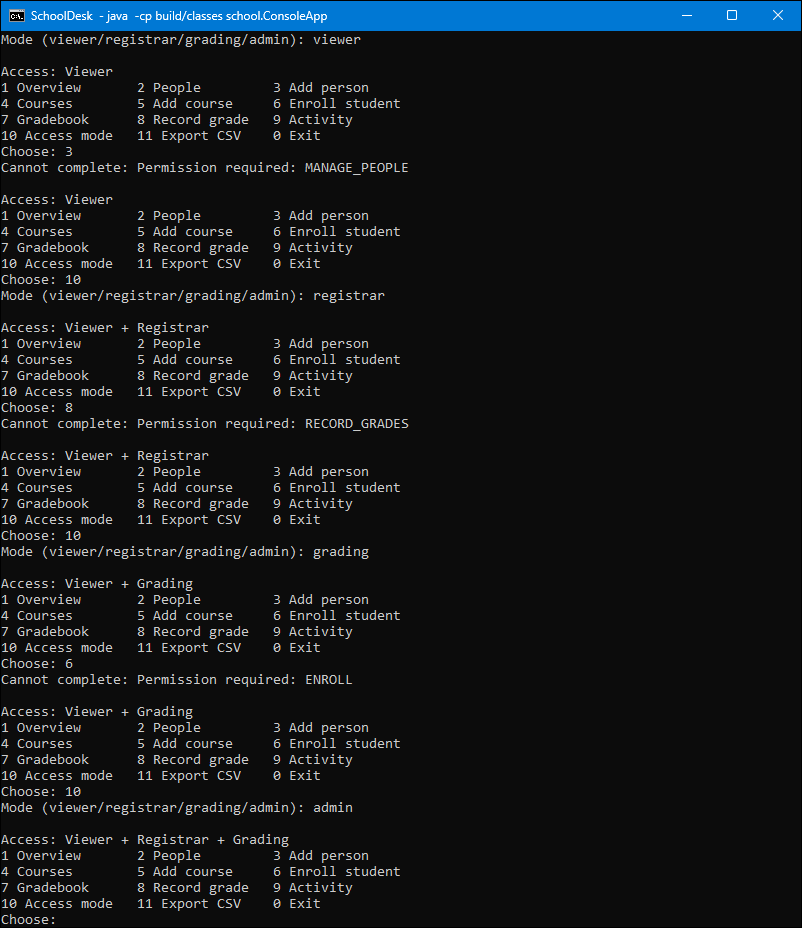 SchoolDesk - java -cp build/classes school.ConsoleApp
Mode (viewer/registrar/grading/admin): viewer
Access: Viewer
1 Overview 2 People 3 Add person
4 Courses 5 Add course 6 Enroll student
7 Gradebook 8 Record grade 9 Activity
10 Access mode 11 Export CSV 0 Exit
Choose: 3
Cannot complete: Permission required: MANAGE_PEOPLE
Access: Viewer
1 Overview 2 People 3 Add person
4 Courses 5 Add course 6 Enroll student
7 Gradebook 8 Record grade 9 Activity
10 Access mode 11 Export CSV 0 Exit
Choose: 10
Mode (viewer/registrar/grading/admin): registrar
Access: Viewer + Registrar
1 Overview 2 People 3 Add person
4 Courses 5 Add course 6 Enroll student
7 Gradebook 8 Record grade 9 Activity
10 Access mode 11 Export CSV 0 Exit
Choose: 8
Cannot complete: Permission required: RECORD_GRADES
Access: Viewer + Registrar
1 Overview 2 People 3 Add person
4 Courses 5 Add course 6 Enroll student
7 Gradebook 8 Record grade 9 Activity
10 Access mode 11 Export CSV 0 Exit
Choose: 10
Mode (viewer/registrar/grading/admin): grading
Access: Viewer + Grading
1 Overview 2 People 3 Add person
4 Courses 5 Add course 6 Enroll student
7 Gradebook 8 Record grade 9 Activity
10 Access mode 11 Export CSV 0 Exit
Choose: 6
Cannot complete: Permission required: ENROLL
Access: Viewer + Grading
1 Overview 2 People 3 Add person
4 Courses 5 Add course 6 Enroll student
7 Gradebook 8 Record grade 9 Activity
10 Access mode 11 Export CSV 0 Exit
Choose: 10
Mode (viewer/registrar/grading/admin): admin
Access: Viewer + Registrar + Grading
1 Overview 2 People 3 Add person
4 Courses 5 Add course 6 Enroll student
7 Gradebook 8 Record grade 9 Activity
10 Access mode 11 Export CSV 0 Exit
Choose: